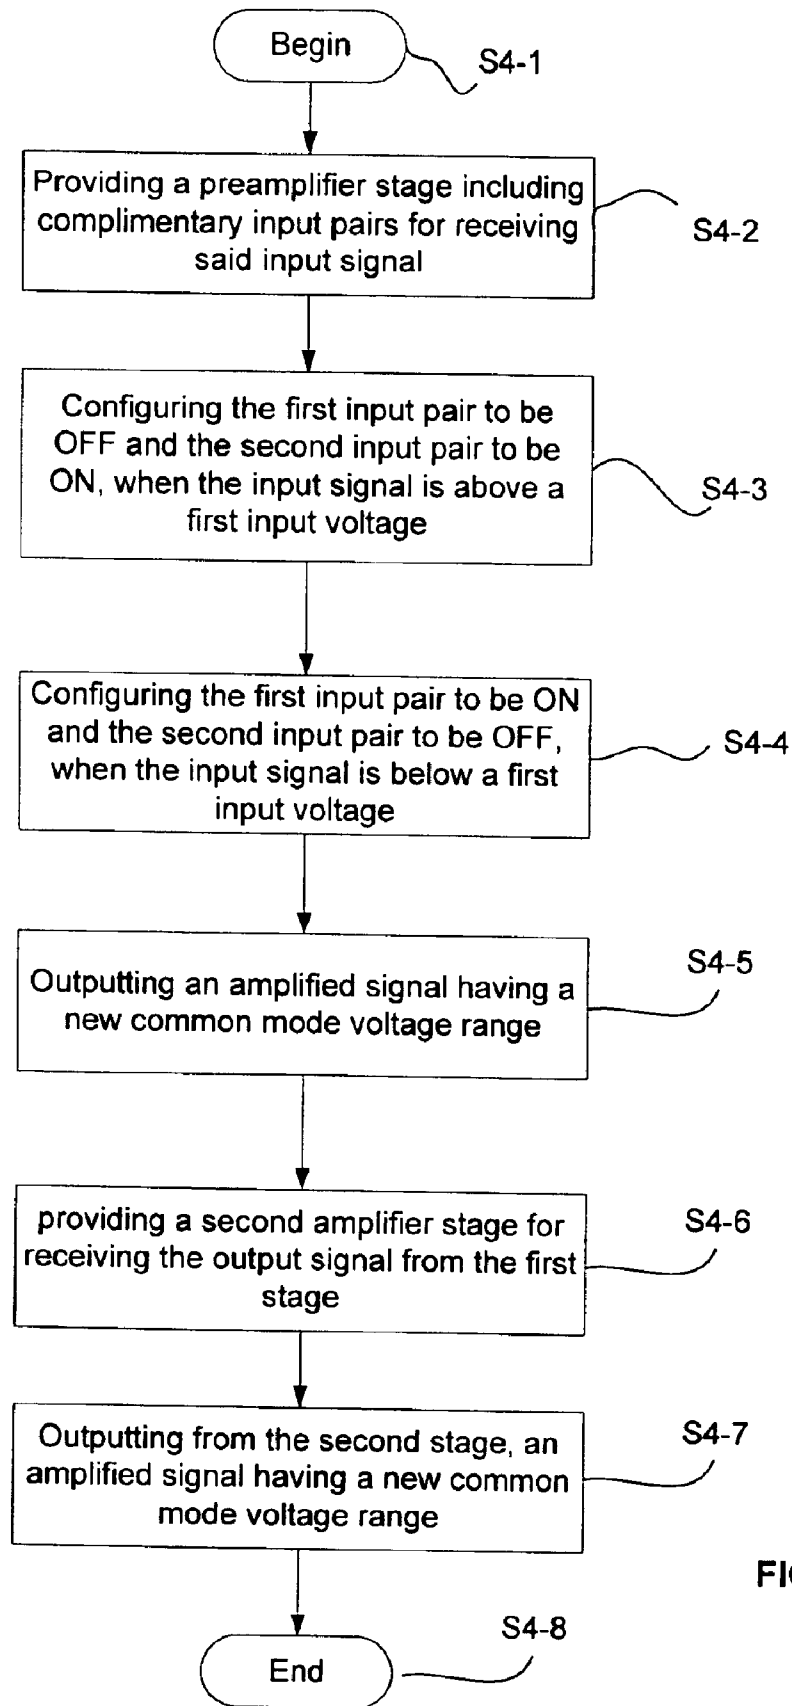 Begin
S4-1
Providing a preamplifier stage including
complimentary input pairs for receiving
said input signal
S4-2
Configuring the first input pair to be
OFF and the second input pair to be
ON, when the input signal is above a
first input voltage
S4-3
Configuring the first input pair to be ON
and the second input pair to be OFF,
when the input signal is below a first
input voltage
S4-4
Outputting an amplified signal having a
new common mode voltage range
S4-5
providing a second amplifier stage for
receiving the output signal from the first
stage
S4-6
Outputting from the second stage, an
amplified signal having a new common
mode voltage range
S4-7
End
S4-8